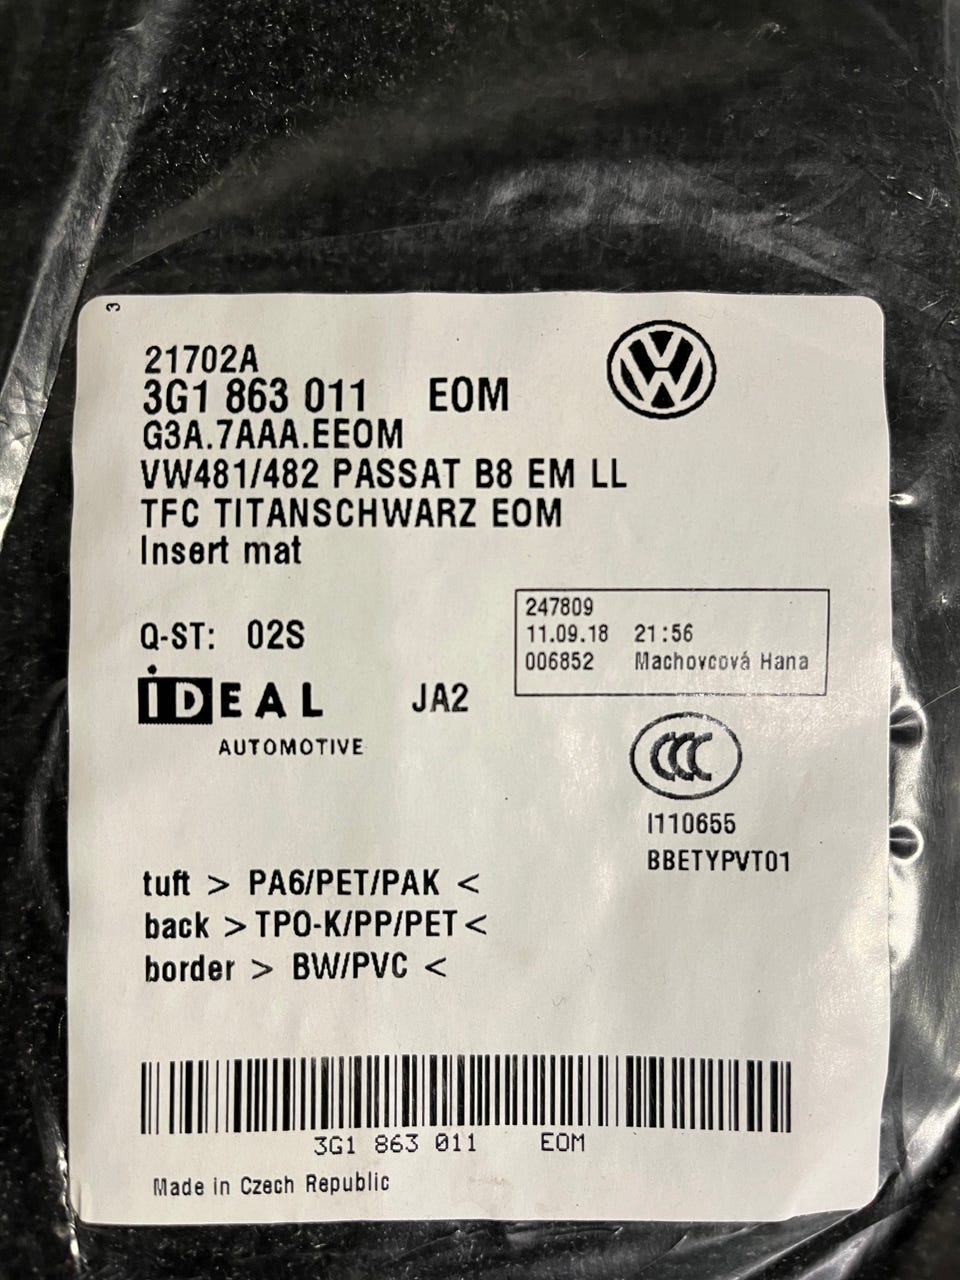 3
21702A
3G1 863 011 EOM
G3A.7AAA.EEOM
VW481/482 PASSAT B8 EM LL
TFC TITANSCHWARZ EOM
Insert mat
Q-ST: 02S
247809
11.09.18 21:56
006852 Machovcová Hana
iDEAL JA2
AUTOMOTIVE
CCC
I110655
BBETYPVT01
tuft > PA6/PET/PAK <
back > TPO-K/PP/PET <
border > BW/PVC <
3G1 863 011 EOM
Made in Czech Republic